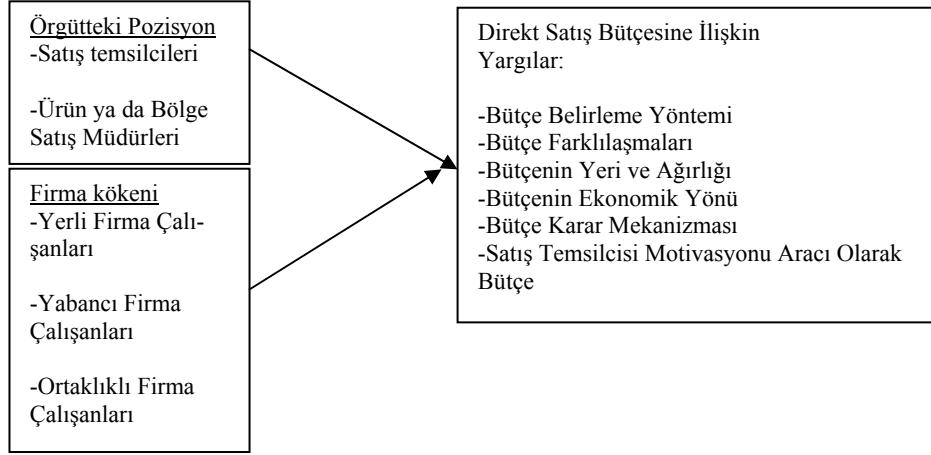 Örgütteki Pozisyon
-Satış temsilcileri
-Ürün ya da Bölge
Satış Müdürleri
Firma kökeni
-Yerli Firma Çalı-
şanları
-Yabancı Firma
Çalışanları
-Ortaklıklı Firma
Çalışanları
Direkt Satış Bütçesine İlişkin
Yargılar:
-Bütçe Belirleme Yöntemi
-Bütçe Farklılaşmaları
-Bütçenin Yeri ve Ağırlığı
-Bütçenin Ekonomik Yönü
-Bütçe Karar Mekanizması
-Satış Temsilcisi Motivasyonu Aracı Olarak
Bütçe